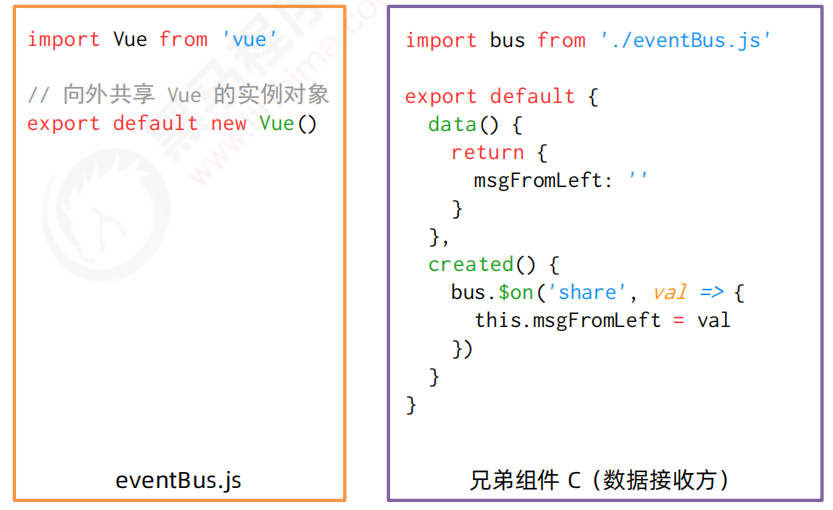 import Vue from 'vue'
// 向外共享 Vue 的实例对象
export default new Vue()
eventBus.js
import bus from './eventBus.js'
export default {
  data() {
    return {
      msgFromLeft: ''
    }
  },
  created() {
    bus.$on('share', val => {
      this.msgFromLeft = val
    })
  }
}
兄弟组件 C（数据接收方）